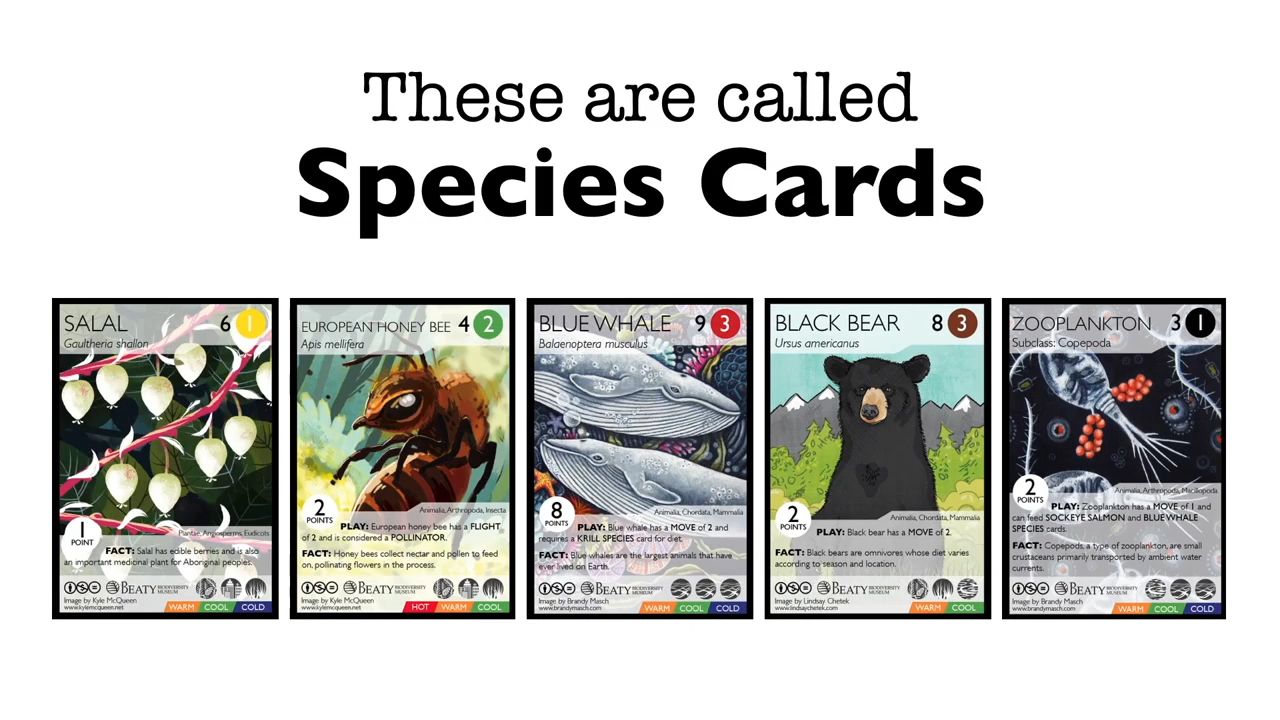 These are called
Species Cards
SALAL 6 1
Gaultheria shallon
1
POINT
Plantae, Angiosperms, Eudicots
FACT: Salal has edible berries and is also
an important medicinal plant for Aboriginal peoples.
BEATY BIODIVERSITY MUSEUM
Image by Kyle McQueen
www.kylemcqueen.net
WARM COOL COLD
EUROPEAN HONEY BEE 4 2
Apis mellifera
2
POINTS
Animalia, Arthropoda, Insecta
PLAY: European honey bee has a FLIGHT
of 2 and is considered a POLLINATOR.
FACT: Honey bees collect nectar and pollen to feed
on, pollinating flowers in the process.
BEATY BIODIVERSITY MUSEUM
Image by Kyle McQueen
www.kylemcqueen.net
HOT WARM COOL
BLUE WHALE 9 3
Balaenoptera musculus
8
POINTS
Animalia, Chordata, Mammalia
PLAY: Blue whale has a MOVE of 2 and
requires a KRILL SPECIES card for diet.
FACT: Blue whales are the largest animals that have
ever lived on Earth.
BEATY BIODIVERSITY MUSEUM
Image by Brandy Masch
www.brandymasch.com
WARM COOL COLD
BLACK BEAR 8 3
Ursus americanus
2
POINTS
Animalia, Chordata, Mammalia
PLAY: Black bear has a MOVE of 2.
FACT: Black bears are omnivores whose diet varies
according to season and location.
BEATY BIODIVERSITY MUSEUM
Image by Lindsay Chetek
www.lindsaychetek.com
WARM COOL
ZOOPLANKTON 3 1
Subclass: Copepoda
2
POINTS
Animalia, Arthropoda, Maxillopoda
PLAY: Zooplankton has a MOVE of 1 and
can feed SOCKEYE SALMON and BLUE WHALE
SPECIES cards.
FACT: Copepods, a type of zooplankton, are small
crustaceans primarily transported by ambient water
currents.
BEATY BIODIVERSITY MUSEUM
Image by Brandy Masch
www.brandymasch.com
WARM COOL COLD